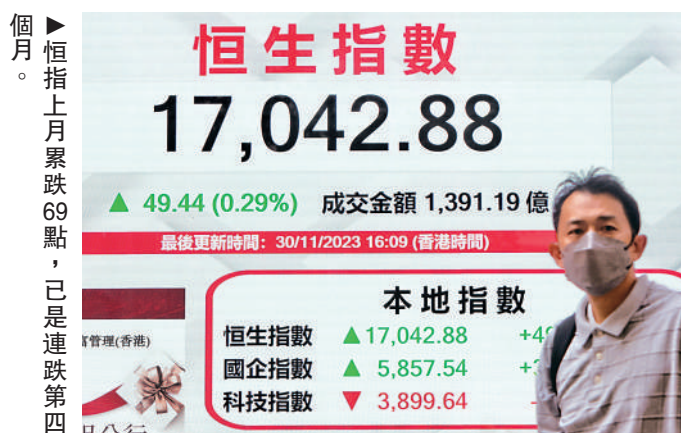 ▶恒指上月累跌69點，已是連跌第四
個月。
恒生指數
17,042.88
▲ 49.44 (0.29%) 成交金額 1,391.19 億
最後更新時間：30/11/2023 16:09 (香港時間)
本地指數
恒生指數 ▲17,042.88 +4
國企指數 ▲ 5,857.54 +
科技指數 ▼ 3,899.64 -
管理(香港)